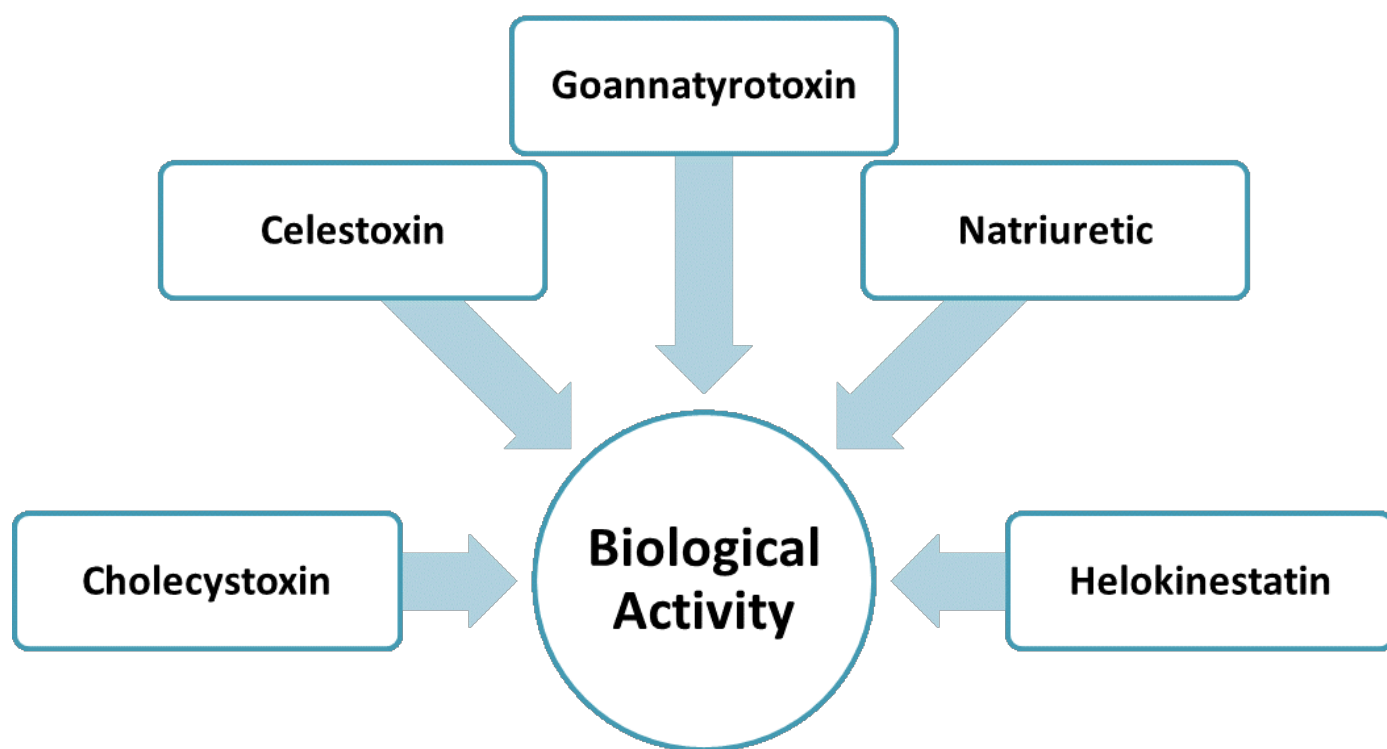 Goannatyrotoxin
Celestoxin
Natriuretic
Cholecystoxin
Biological
Activity
Helokinestatin